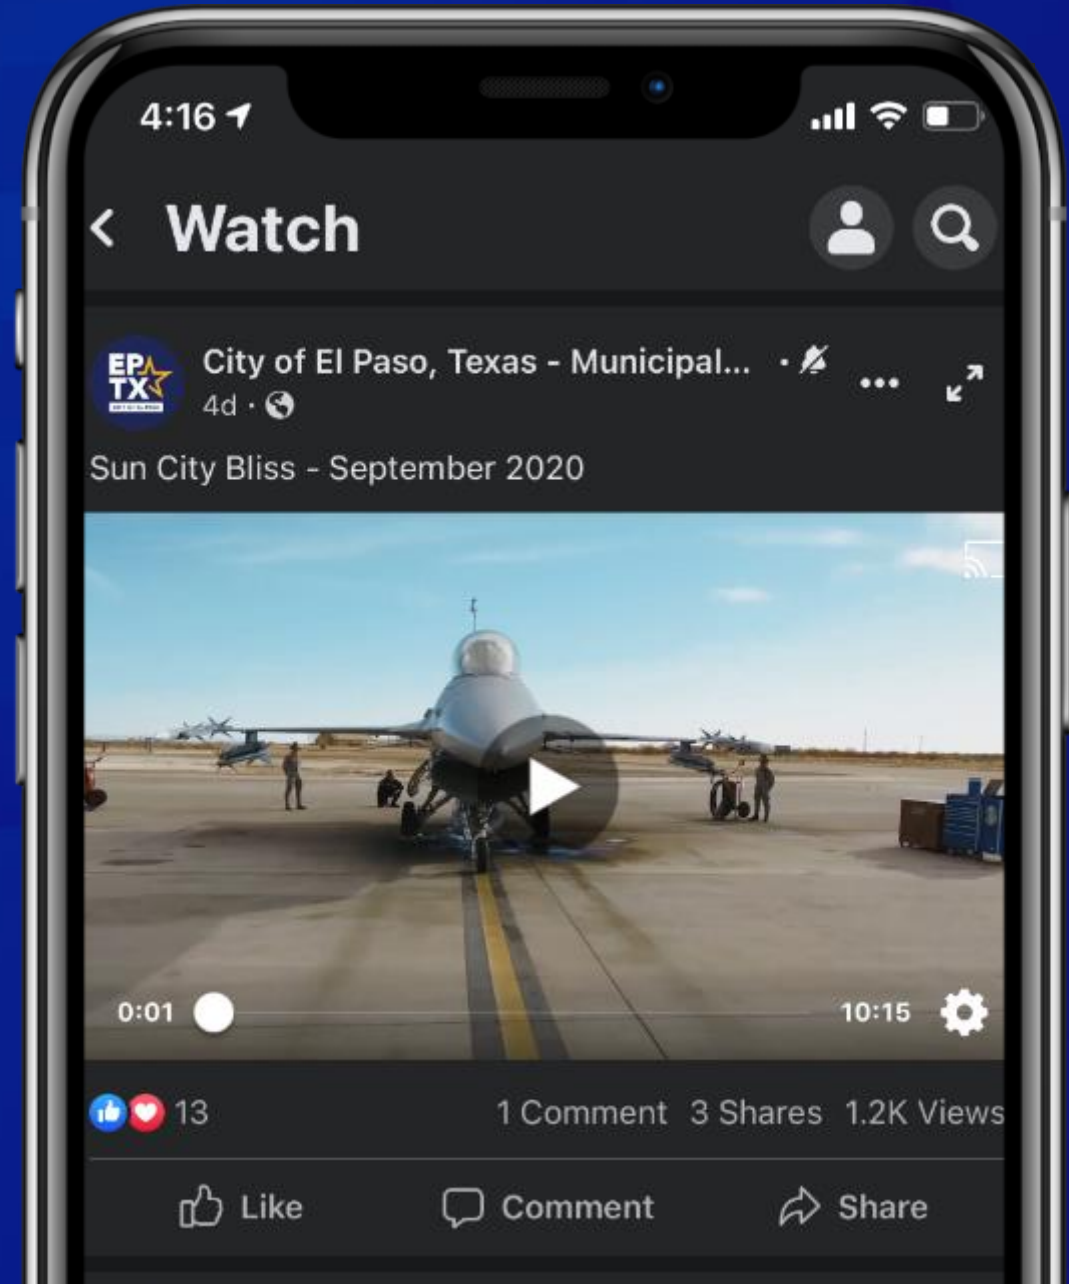 4:16
Watch
EP
TX
City of El Paso, Texas - Municipal... ·
4d ·
Sun City Bliss - September 2020
0:01
10:15
13
1 Comment 3 Shares 1.2K Views
Like
Comment
Share